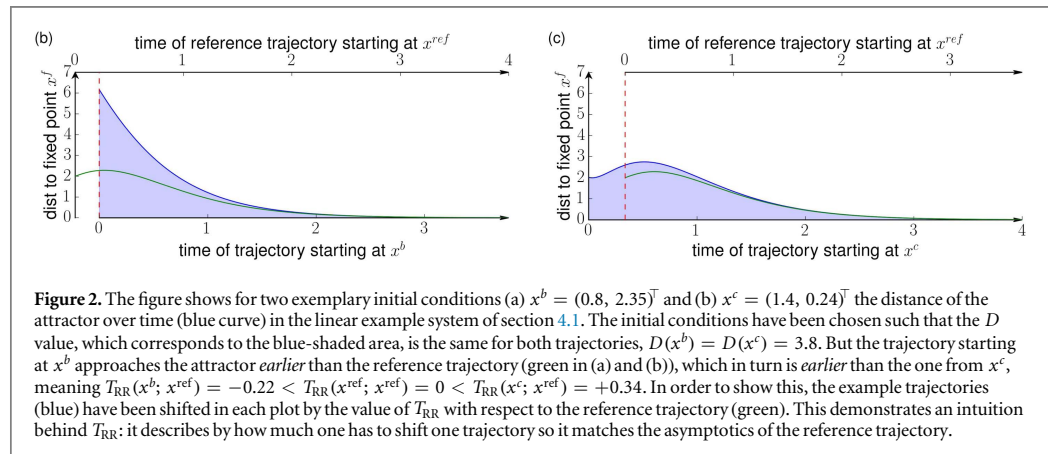 (b)
time of reference trajectory starting at x^ref
0 1 2 3 4
7
6
5
4
3
2
1
0
dist to fixed point x^f
0 1 2 3
time of trajectory starting at x^b
(c)
time of reference trajectory starting at x^ref
0 1 2 3
7
6
5
4
3
2
1
0
dist to fixed point x^f
0 1 2 3 4
time of trajectory starting at x^c
Figure 2. The figure shows for two exemplary initial conditions (a) x^b = (0.8, 2.35)^⊤ and (b) x^c = (1.4, 0.24)^⊤ the distance of the
attractor over time (blue curve) in the linear example system of section 4.1. The initial conditions have been chosen such that the D
value, which corresponds to the blue-shaded area, is the same for both trajectories, D(x^b) = D(x^c) = 3.8. But the trajectory starting
at x^b approaches the attractor earlier than the reference trajectory (green in (a) and (b)), which in turn is earlier than the one from x^c,
meaning T_RR(x^b; x^ref) = −0.22 < T_RR(x^ref; x^ref) = 0 < T_RR(x^c; x^ref) = +0.34. In order to show this, the example trajectories
(blue) have been shifted in each plot by the value of T_RR with respect to the reference trajectory (green). This demonstrates an intuition
behind T_RR: it describes by how much one has to shift one trajectory so it matches the asymptotics of the reference trajectory.